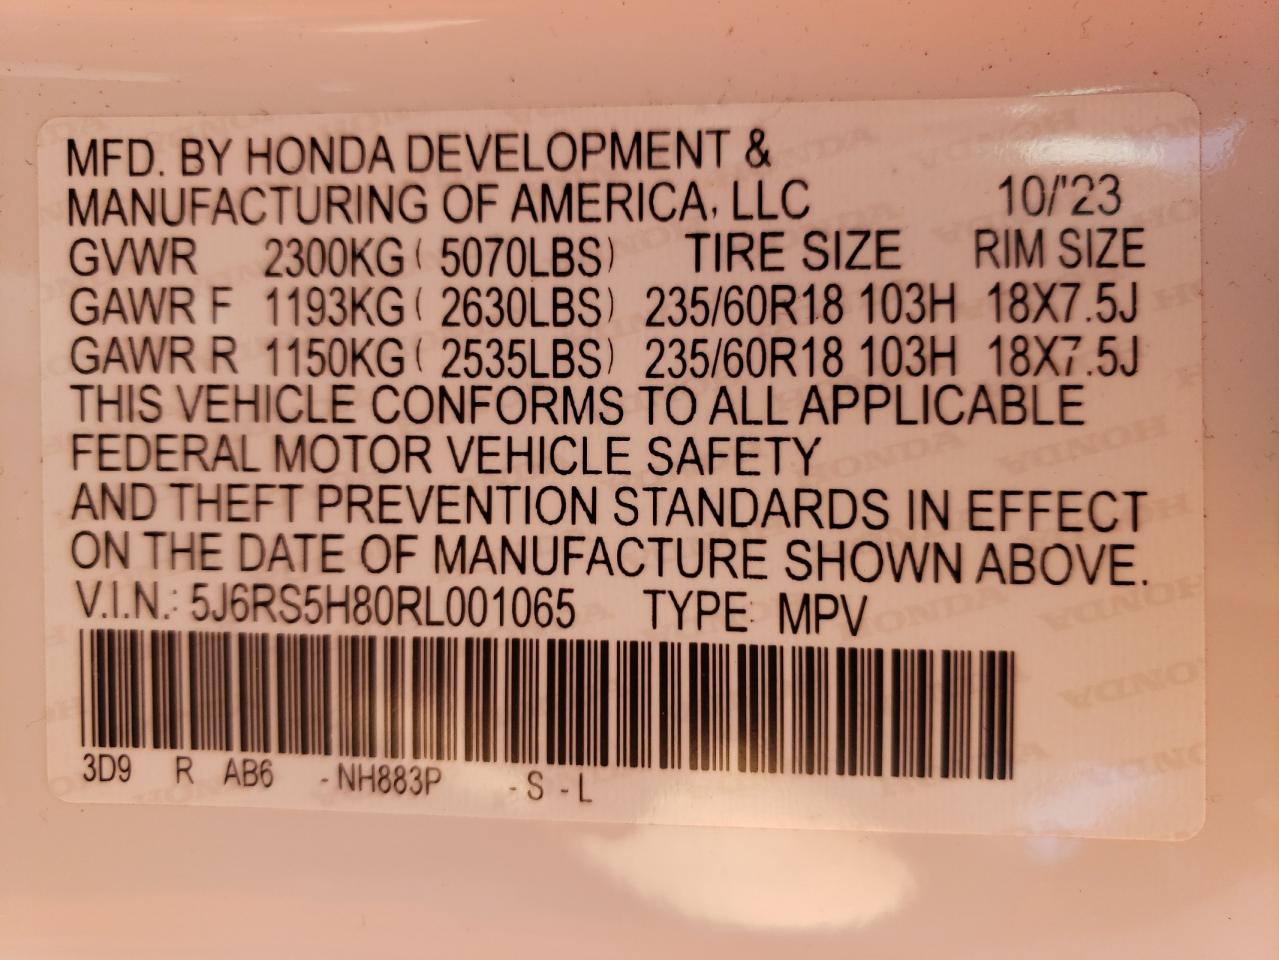 MFD. BY HONDA DEVELOPMENT &
MANUFACTURING OF AMERICA, LLC 10/'23
GVWR 2300KG ( 5070LBS) TIRE SIZE RIM SIZE
GAWR F 1193KG ( 2630LBS) 235/60R18 103H 18X7.5J
GAWR R 1150KG ( 2535LBS) 235/60R18 103H 18X7.5J
THIS VEHICLE CONFORMS TO ALL APPLICABLE
FEDERAL MOTOR VEHICLE SAFETY
AND THEFT PREVENTION STANDARDS IN EFFECT
ON THE DATE OF MANUFACTURE SHOWN ABOVE.
V.I.N.: 5J6RS5H80RL001065 TYPE: MPV
3D9 R AB6 -NH883P -S -L